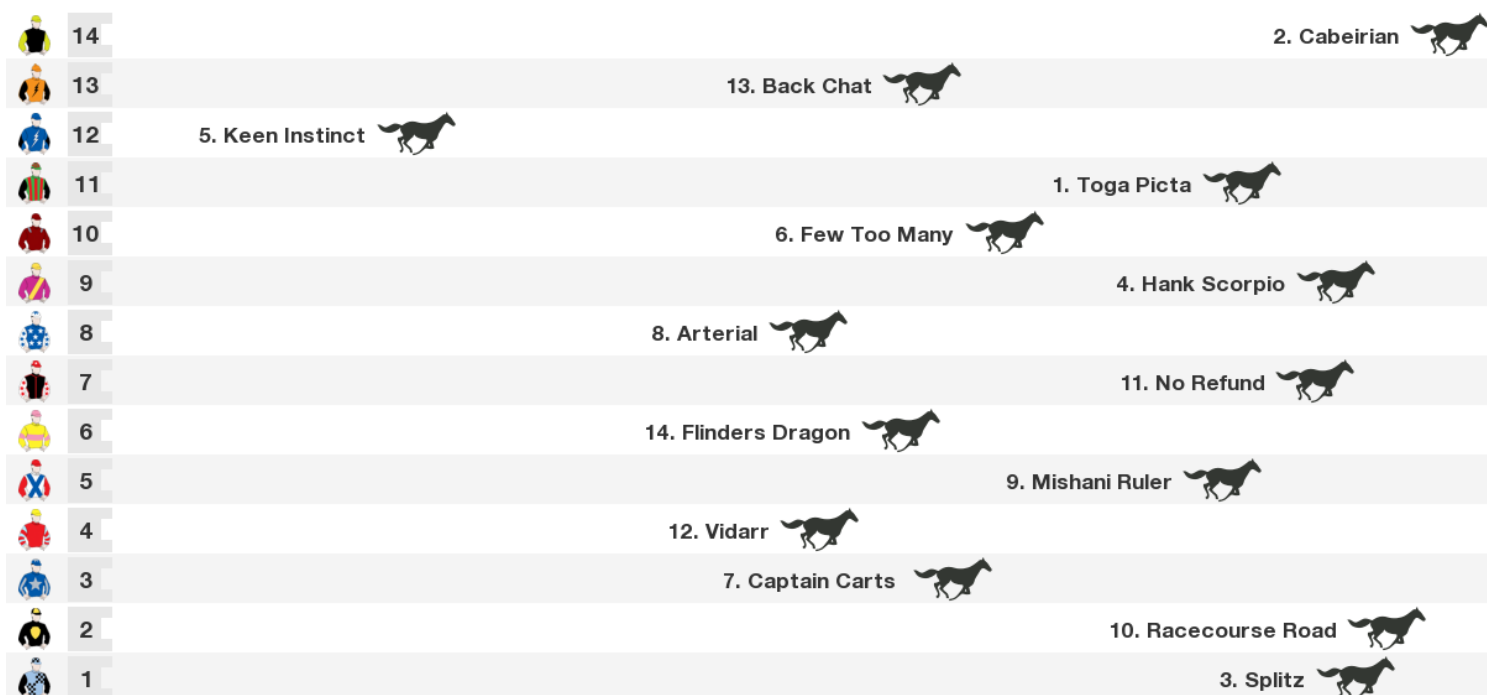 14 2. Cabeirian
13 13. Back Chat
12 5. Keen Instinct
11 1. Toga Picta
10 6. Few Too Many
9 4. Hank Scorpio
8 8. Arterial
7 11. No Refund
6 14. Flinders Dragon
5 9. Mishani Ruler
4 12. Vidarr
3 7. Captain Carts
2 10. Racecourse Road
1 3. Splitz